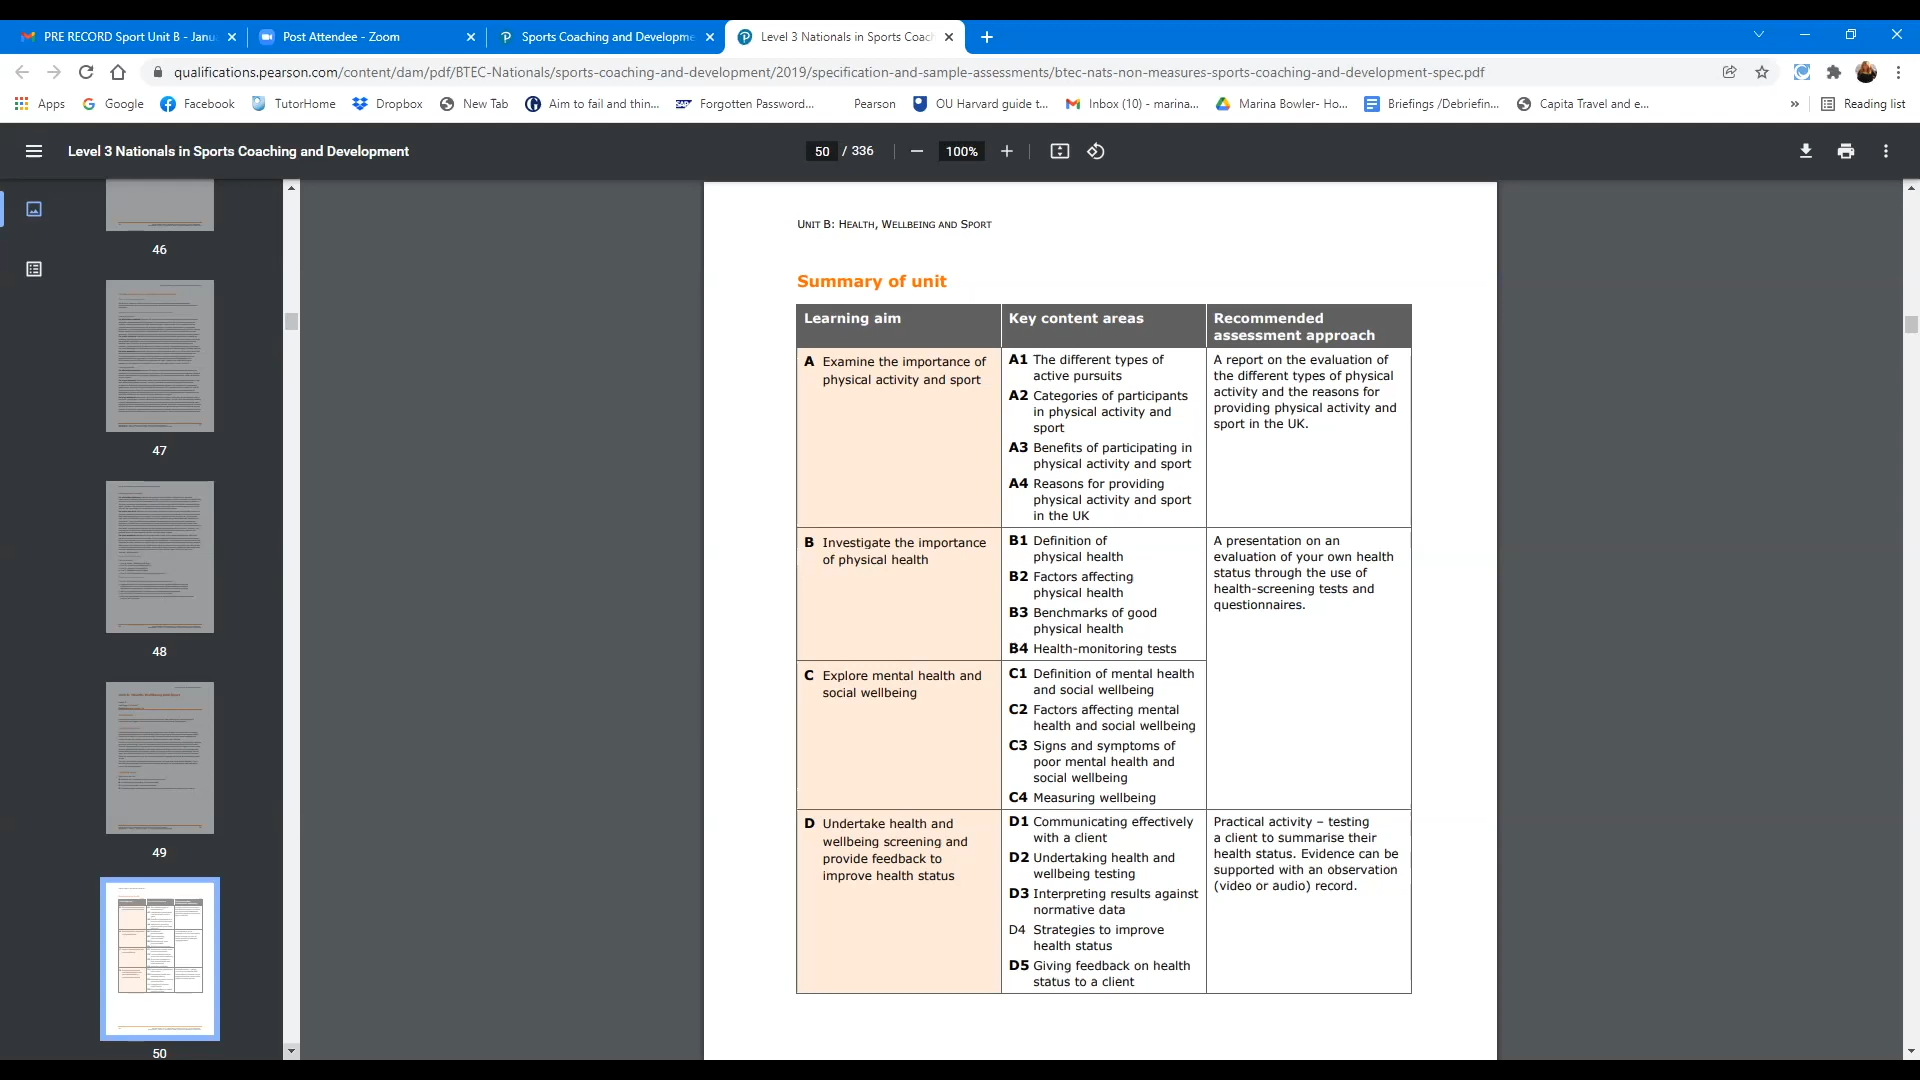 PRE RECORD Sport Unit B - Janu
Post Attendee - Zoom
Sports Coaching and Developme
Level 3 Nationals in Sports Coach
qualifications.pearson.com/content/dam/pdf/BTEC-Nationals/sports-coaching-and-development/2019/specification-and-sample-assessments/btec-nats-non-measures-sports-coaching-and-development-spec.pdf
Apps
Google
Facebook
TutorHome
Dropbox
New Tab
Aim to fail and thin...
Forgotten Password...
Pearson
OU Harvard guide t...
Inbox (10) - marina...
Marina Bowler- Ho...
Briefings /Debriefin...
Capita Travel and e...
»
Reading list
Level 3 Nationals in Sports Coaching and Development
50 / 336
100%
46
47
48
49
50
UNIT B: HEALTH, WELLBEING AND SPORT
Summary of unit
Learning aim
Key content areas
Recommended
assessment approach
A Examine the importance of
physical activity and sport
A1 The different types of
active pursuits
A2 Categories of participants
in physical activity and
sport
A3 Benefits of participating in
physical activity and sport
A4 Reasons for providing
physical activity and sport
in the UK
A report on the evaluation of
the different types of physical
activity and the reasons for
providing physical activity and
sport in the UK.
B Investigate the importance
of physical health
B1 Definition of
physical health
B2 Factors affecting
physical health
B3 Benchmarks of good
physical health
B4 Health-monitoring tests
A presentation on an
evaluation of your own health
status through the use of
health-screening tests and
questionnaires.
C Explore mental health and
social wellbeing
C1 Definition of mental health
and social wellbeing
C2 Factors affecting mental
health and social wellbeing
C3 Signs and symptoms of
poor mental health and
social wellbeing
C4 Measuring wellbeing
D Undertake health and
wellbeing screening and
provide feedback to
improve health status
D1 Communicating effectively
with a client
D2 Undertaking health and
wellbeing testing
D3 Interpreting results against
normative data
D4 Strategies to improve
health status
D5 Giving feedback on health
status to a client
Practical activity – testing
a client to summarise their
health status. Evidence can be
supported with an observation
(video or audio) record.